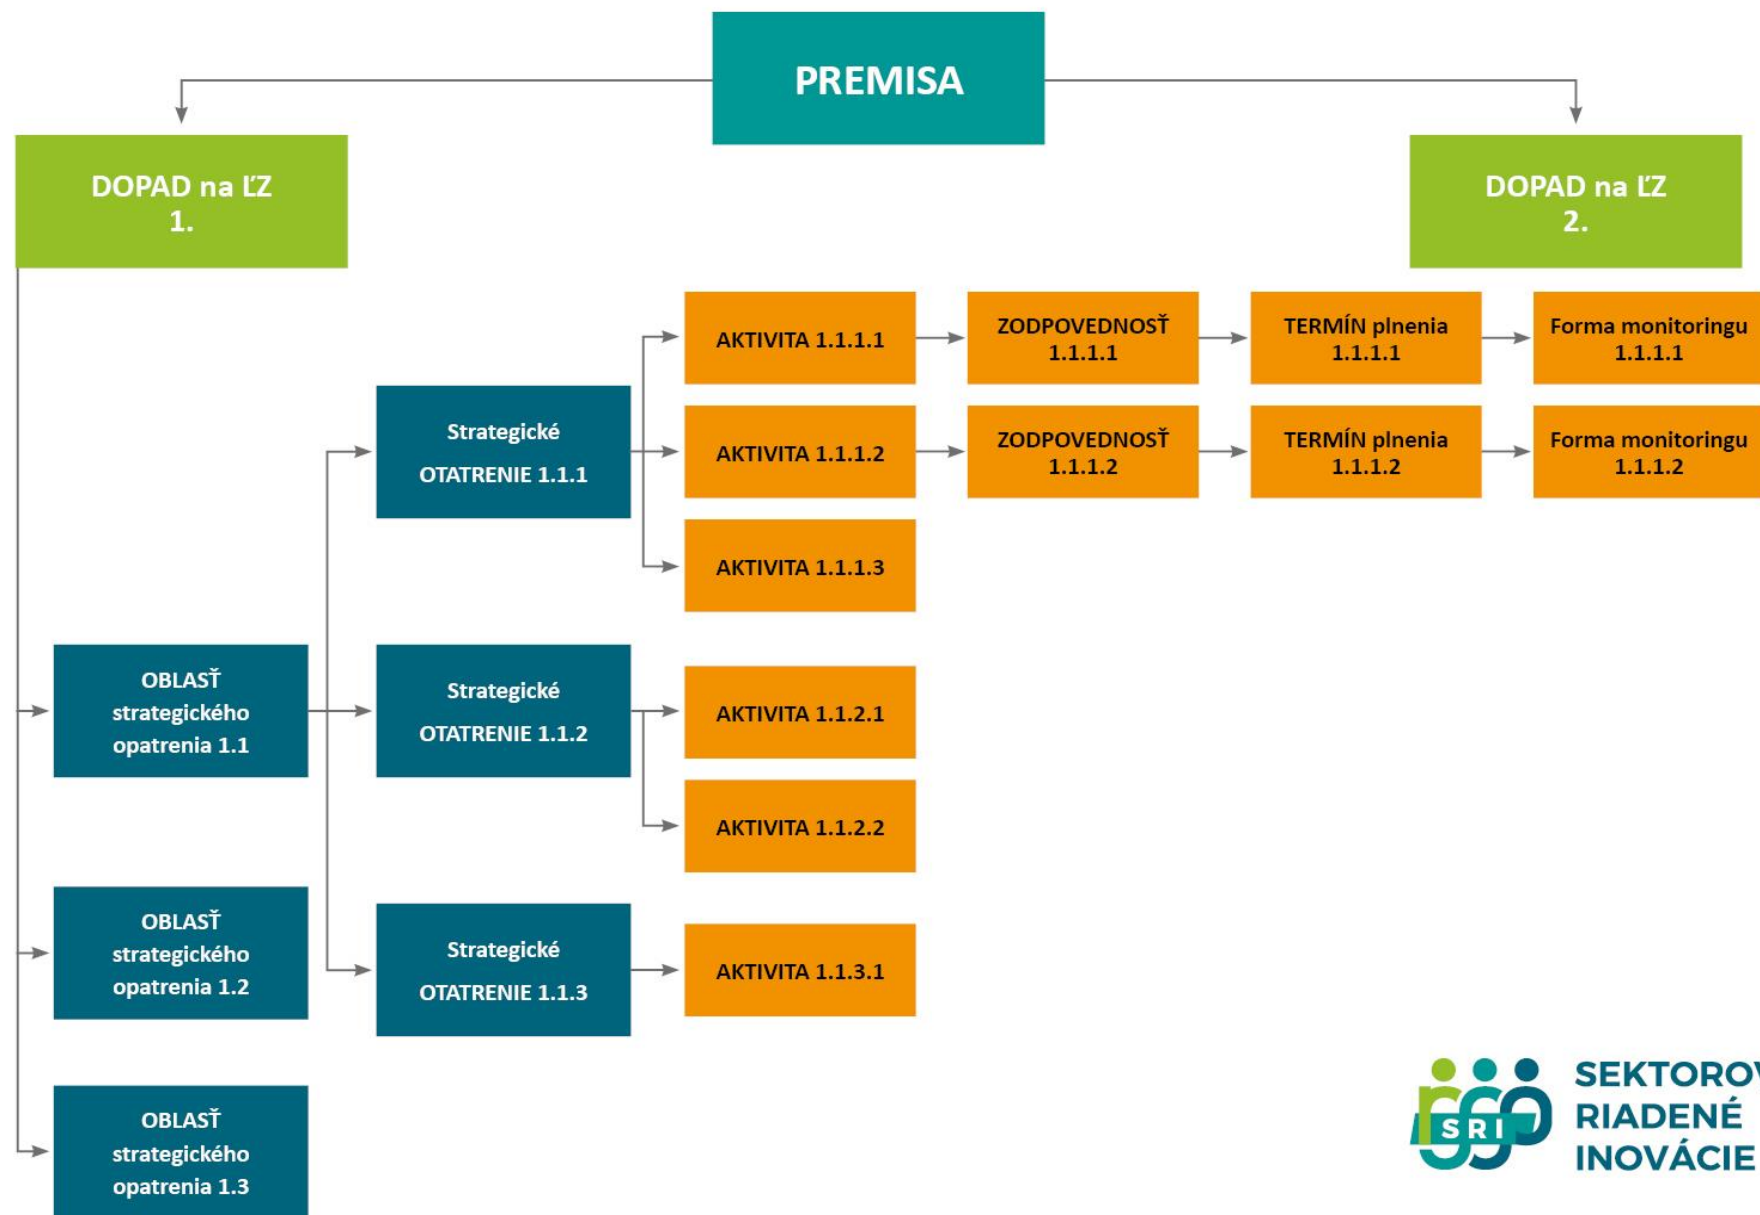 PREMISA
DOPAD na ĽZ
1.
DOPAD na ĽZ
2.
AKTIVITA 1.1.1.1
ZODPOVEDNOSŤ
1.1.1.1
TERMÍN plnenia
1.1.1.1
Forma monitoringu
1.1.1.1
Strategické
OTATRENIE 1.1.1
AKTIVITA 1.1.1.2
ZODPOVEDNOSŤ
1.1.1.2
TERMÍN plnenia
1.1.1.2
Forma monitoringu
1.1.1.2
AKTIVITA 1.1.1.3
OBLASŤ
strategického
opatrenia 1.1
Strategické
OTATRENIE 1.1.2
AKTIVITA 1.1.2.1
AKTIVITA 1.1.2.2
OBLASŤ
strategického
opatrenia 1.2
Strategické
OTATRENIE 1.1.3
AKTIVITA 1.1.3.1
OBLASŤ
strategického
opatrenia 1.3
SRI
RIADENÉ
INOVÁCIE